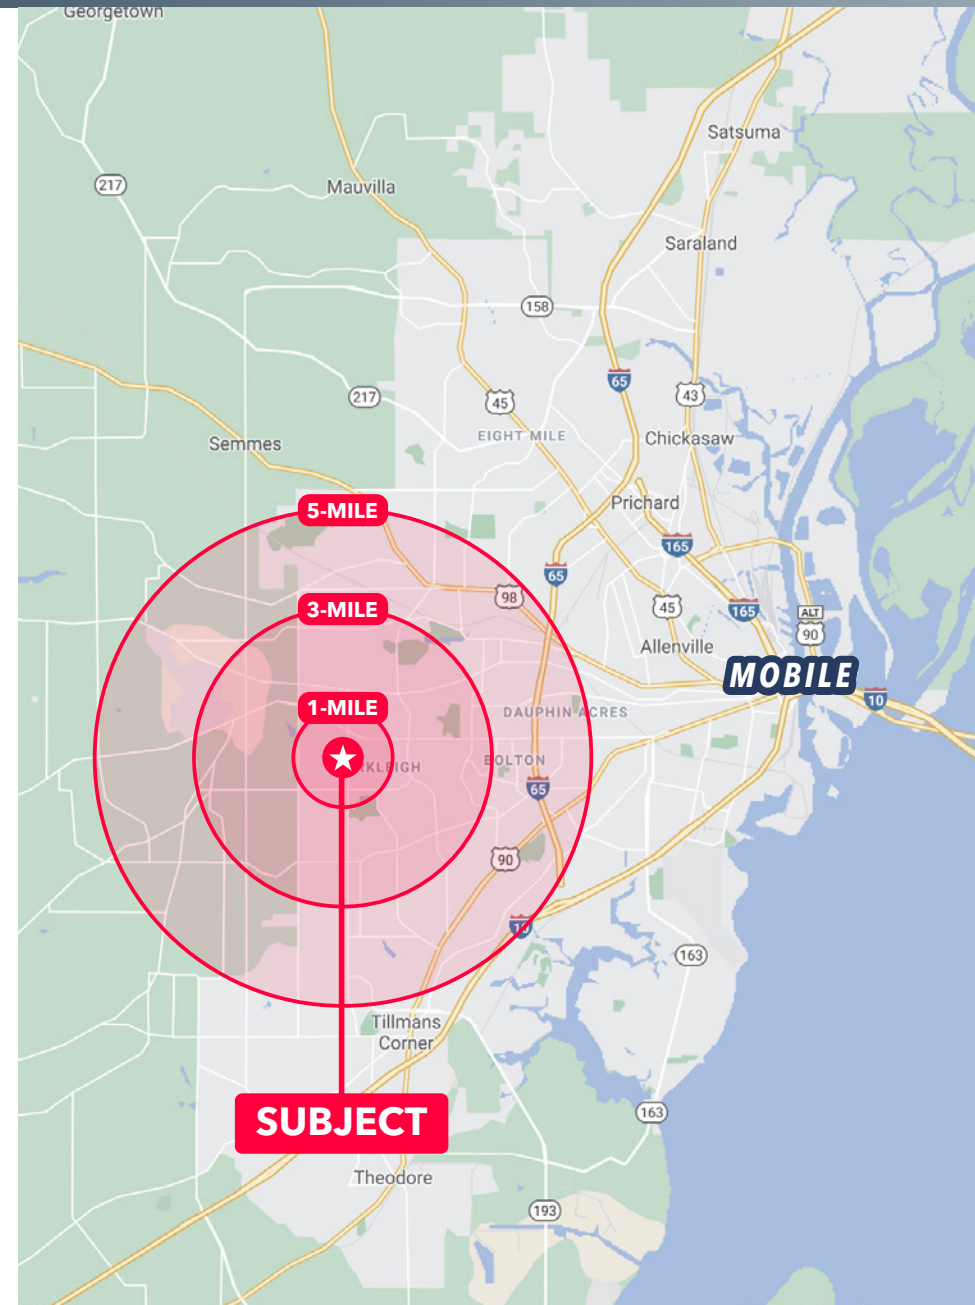 Georgetown
Satsuma
217
Mauvilla
Saraland
158
65
43
217
45
EIGHT MILE
Chickasaw
Semmes
Prichard
5-MILE
165
65
98
3-MILE
45
165
ALT
90
Allenville
MOBILE
10
1-MILE
DAUPHIN ACRES
KLEIGH
BOLTON
65
90
10
163
Tillmans
Corner
SUBJECT
163
Theodore
193